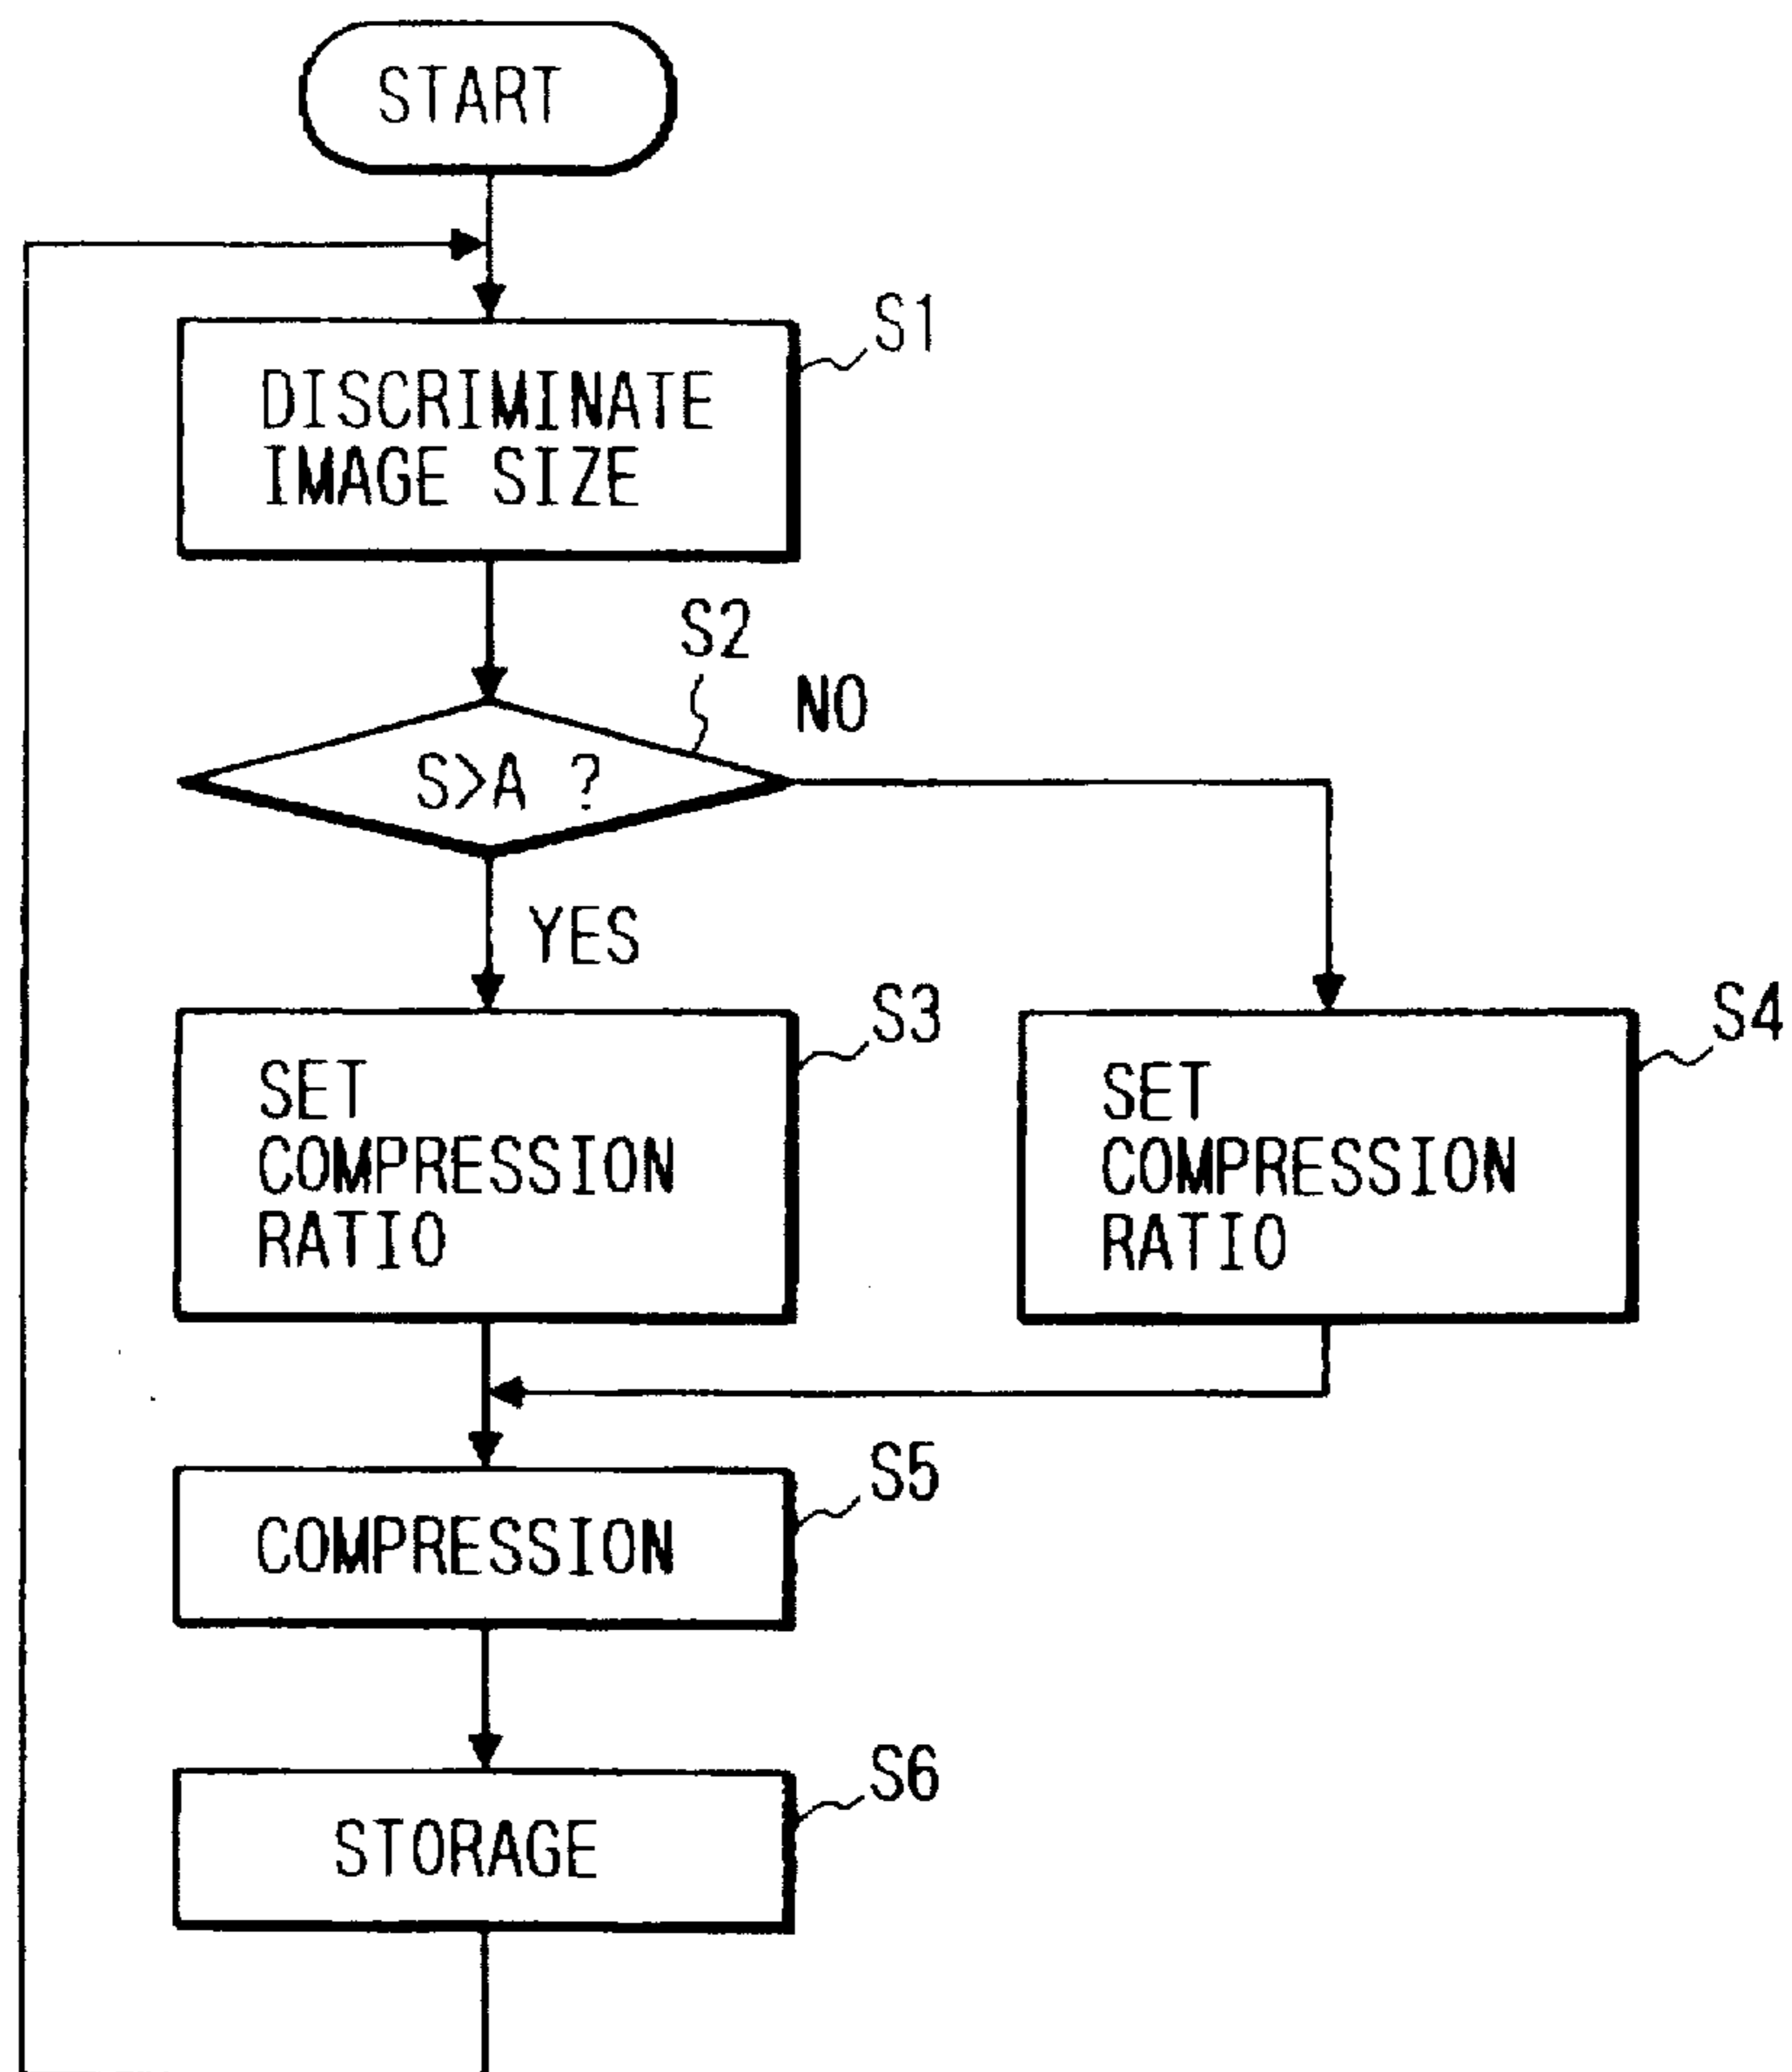 START
S1
DISCRIMINATE
IMAGE SIZE
S2
NO
S>A ?
YES
S3
SET
COMPRESSION
RATIO
S4
SET
COMPRESSION
RATIO
S5
COMPRESSION
S6
STORAGE